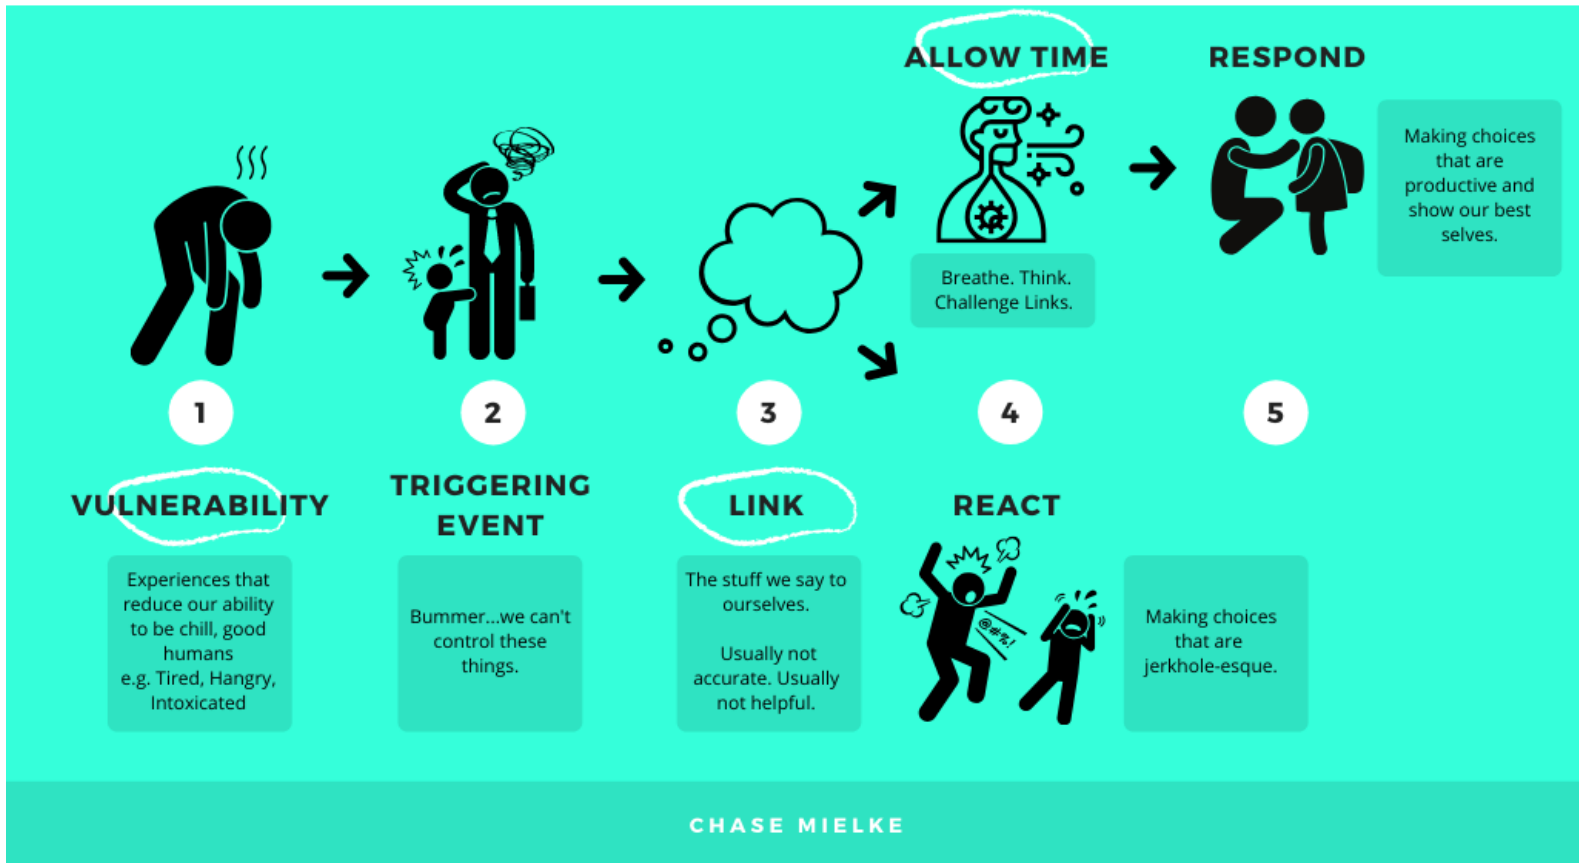 ALLOW TIME
RESPOND
Making choices
that are
productive and
show our best
selves.
Breathe. Think.
Challenge Links.
1
2
3
4
5
VULNERABILITY
Experiences that
reduce our ability
to be chill, good
humans
e.g. Tired, Hangry,
Intoxicated
TRIGGERING
EVENT
Bummer...we can't
control these
things.
LINK
The stuff we say to
ourselves.
Usually not
accurate. Usually
not helpful.
REACT
@#%!
Making choices
that are
jerkhole-esque.
CHASE MIELKE